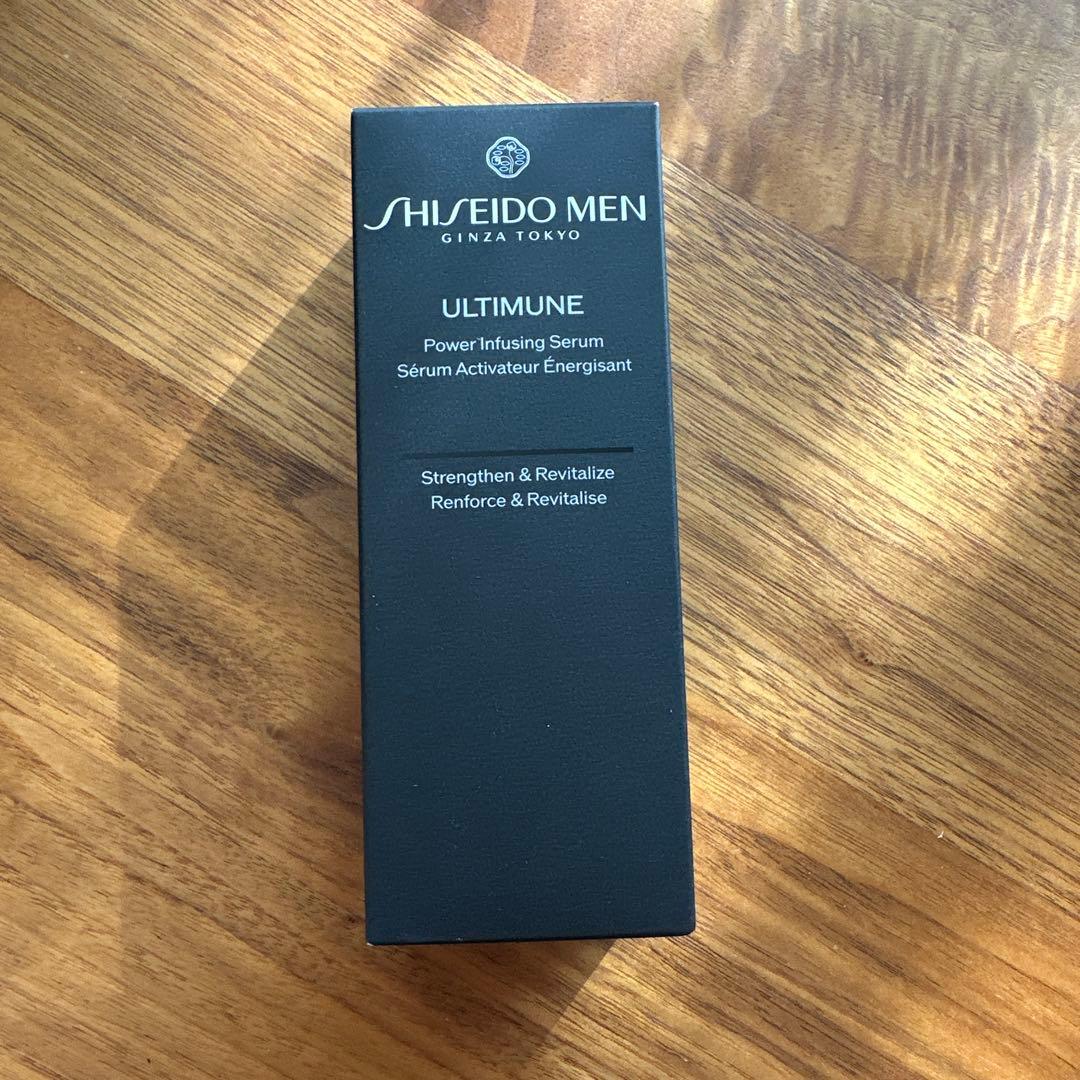 SHISEIDO MEN
GINZA TOKYO
ULTIMUNE
Power Infusing Serum
Sérum Activateur Énergisant
Strengthen & Revitalize
Renforce & Revitalise